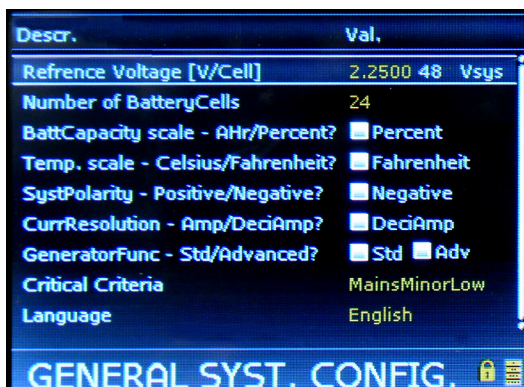 Descr. Val.
Refrence Voltage [V/Cell] 2.2500 48 Vsys
Number of BatteryCells 24
BattCapacity scale - AHr/Percent? Percent
Temp. scale - Celsius/Fahrenheit? Fahrenheit
SystPolarity - Positive/Negative? Negative
CurrResolution - Amp/DeciAmp? DeciAmp
GeneratorFunc - Std/Advanced? Std Adv
Critical Criteria MainsMinorLow
Language English
GENERAL SYST. CONFIG